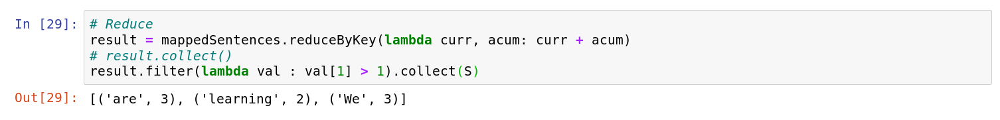 In [29]: # Reduce
result = mappedSentences.reduceByKey(lambda curr, acum: curr + acum)
# result.collect()
result.filter(lambda val : val[1] > 1).collect(S)
Out[29]: [('are', 3), ('learning', 2), ('We', 3)]